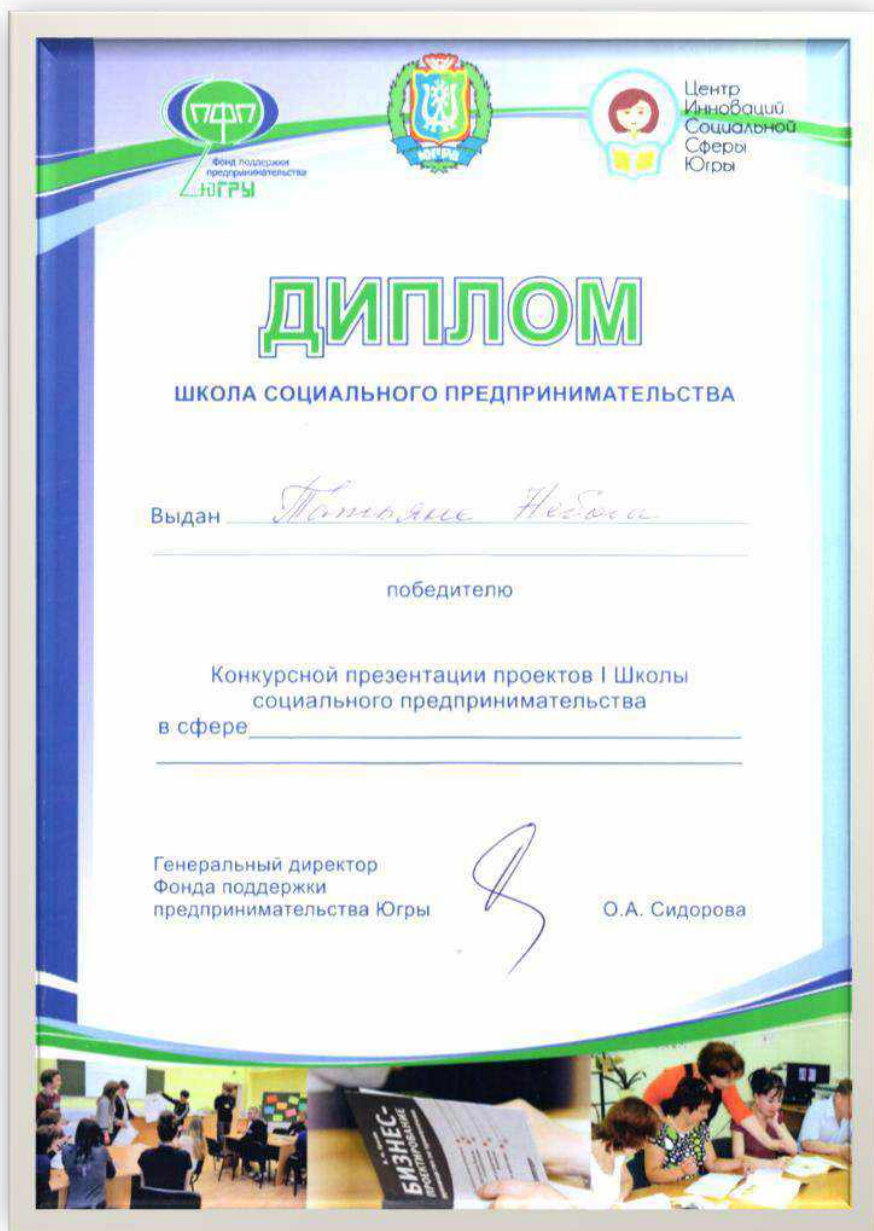 ПФП
Фонд поддержки
предпринимательства
ЮГРЫ
ЮГРА
Центр
Инноваций
Социальной
Сферы
Югры
ДИПЛОМ
ШКОЛА СОЦИАЛЬНОГО ПРЕДПРИНИМАТЕЛЬСТВА
Выдан Татьяне
победителю
Конкурсной презентации проектов I Школы
социального предпринимательства
в сфере
Генеральный директор
Фонда поддержки
предпринимательства Югры
О.А. Сидорова
БИЗНЕС-
ПРОЕКТИРОВАНИЕ